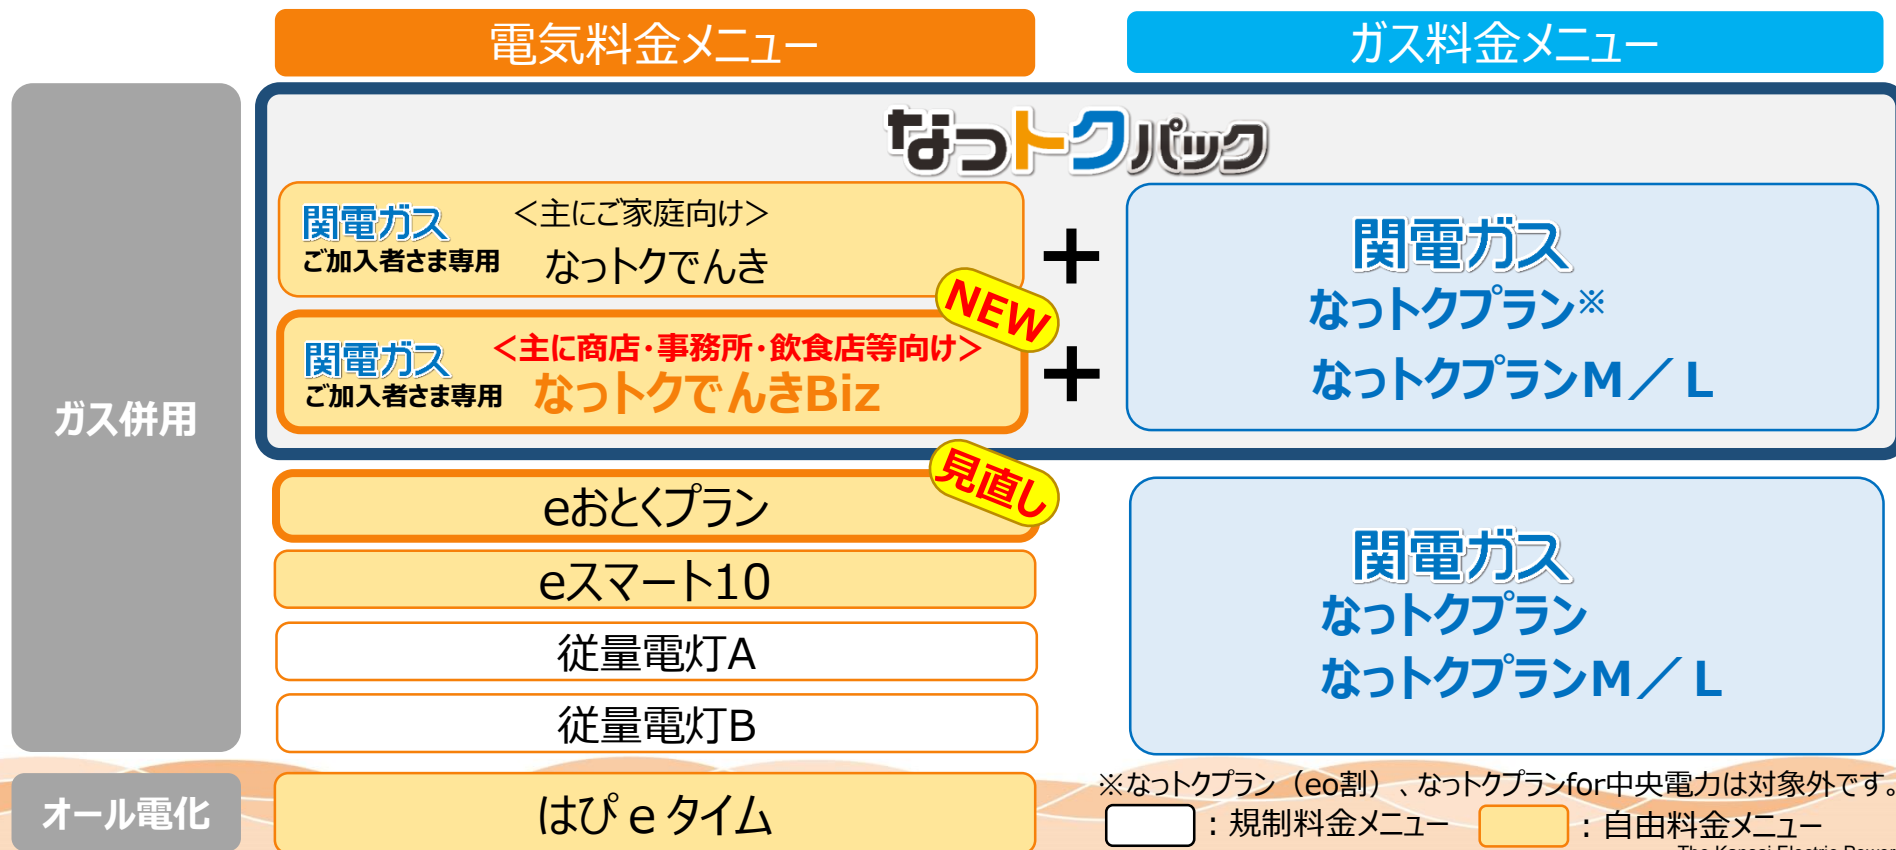 電気料金メニュー
ガス料金メニュー
ガス併用
なっトクパック
関電ガス
ご加入者さま専用
<主にご家庭向け>
なっトクでんき
+
NEW
関電ガス
ご加入者さま専用
<主に商店・事務所・飲食店等向け>
なっトクでんきBiz
+
関電ガス
なっトクプラン※
なっトクプランM/L
eおとくプラン
見直し
eスマート10
従量電灯A
従量電灯B
関電ガス
なっトクプラン
なっトクプランM/L
オール電化
はぴeタイム
※なっトクプラン(eo割)、なっトクプランfor中央電力は対象外です。
:規制料金メニュー
:自由料金メニュー
The Kansai Electric Power